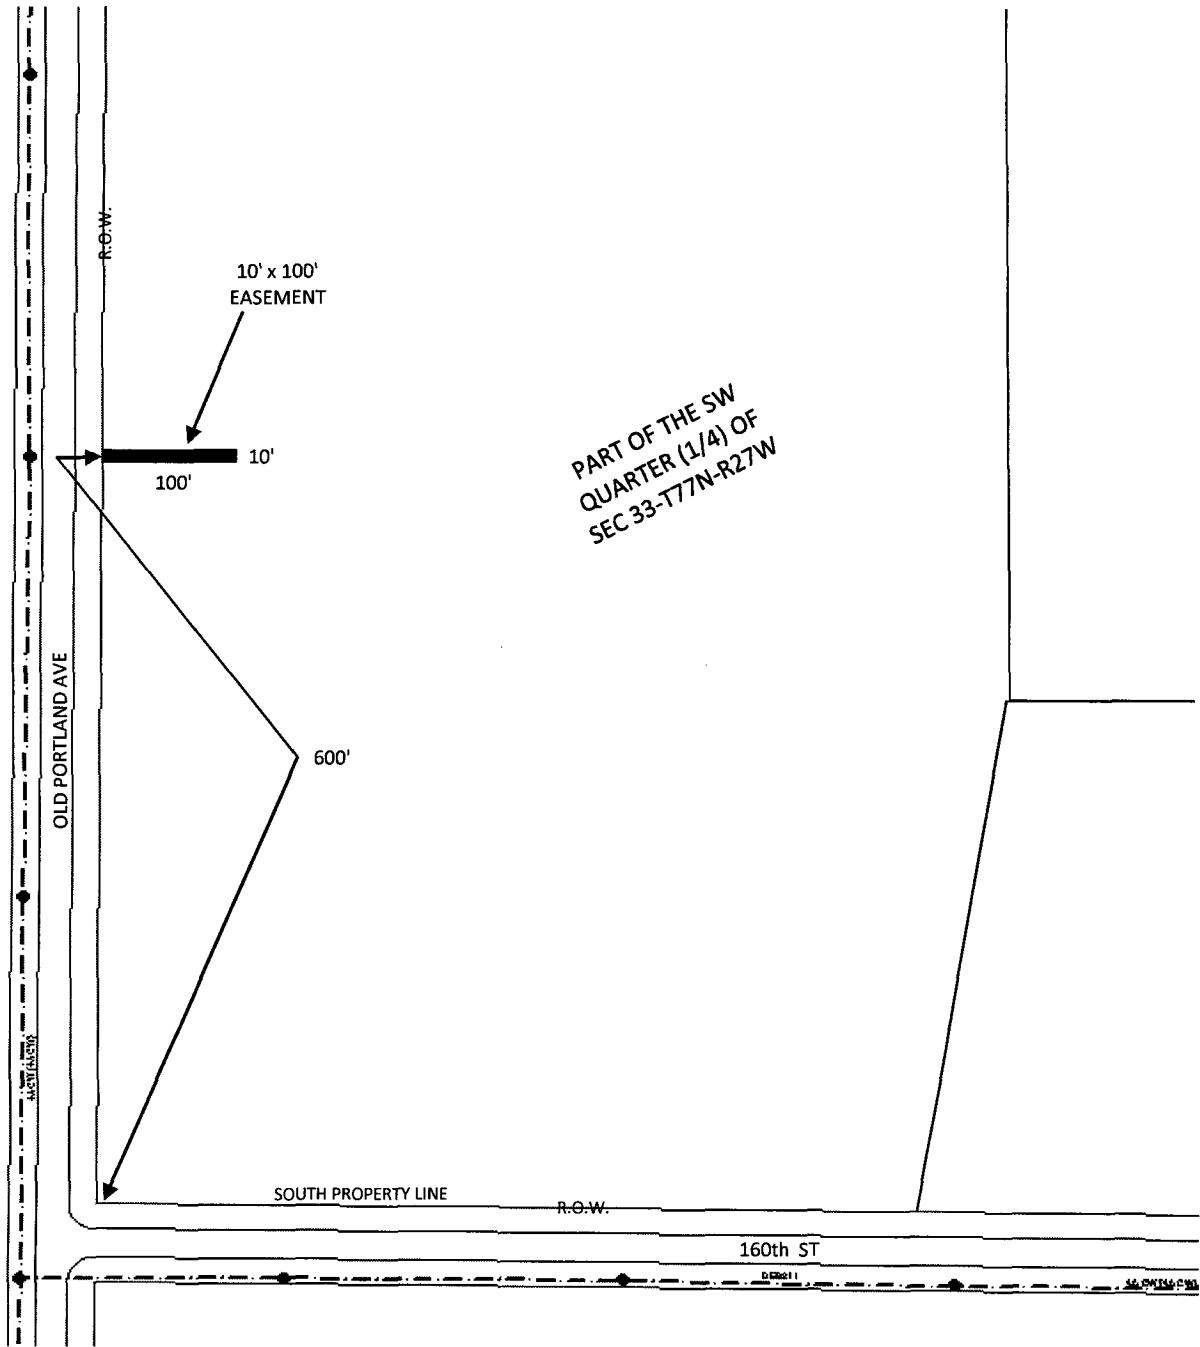 R.O.W.
10' x 100'
EASEMENT
10'
100'
PART OF THE SW
QUARTER (1/4) OF
SEC 33-T77N-R27W
OLD PORTLAND AVE
600'
SOUTH PROPERTY LINE
R.O.W.
160th ST